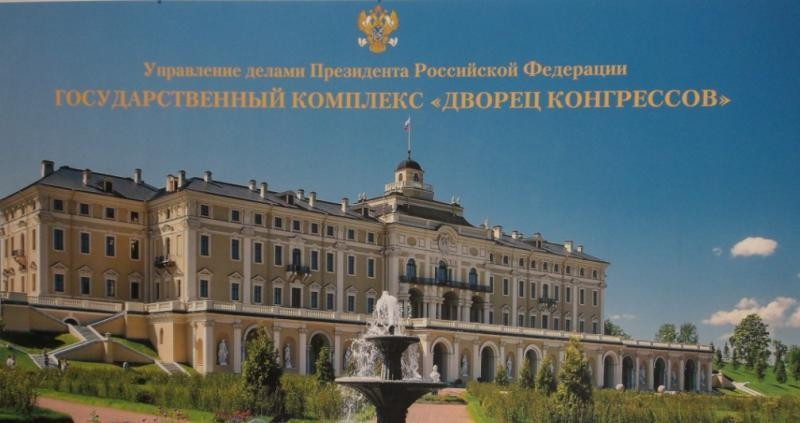 Управление делами Президента Российской Федерации
ГОСУДАРСТВЕННЫЙ КОМПЛЕКС «ДВОРЕЦ КОНГРЕССОВ»